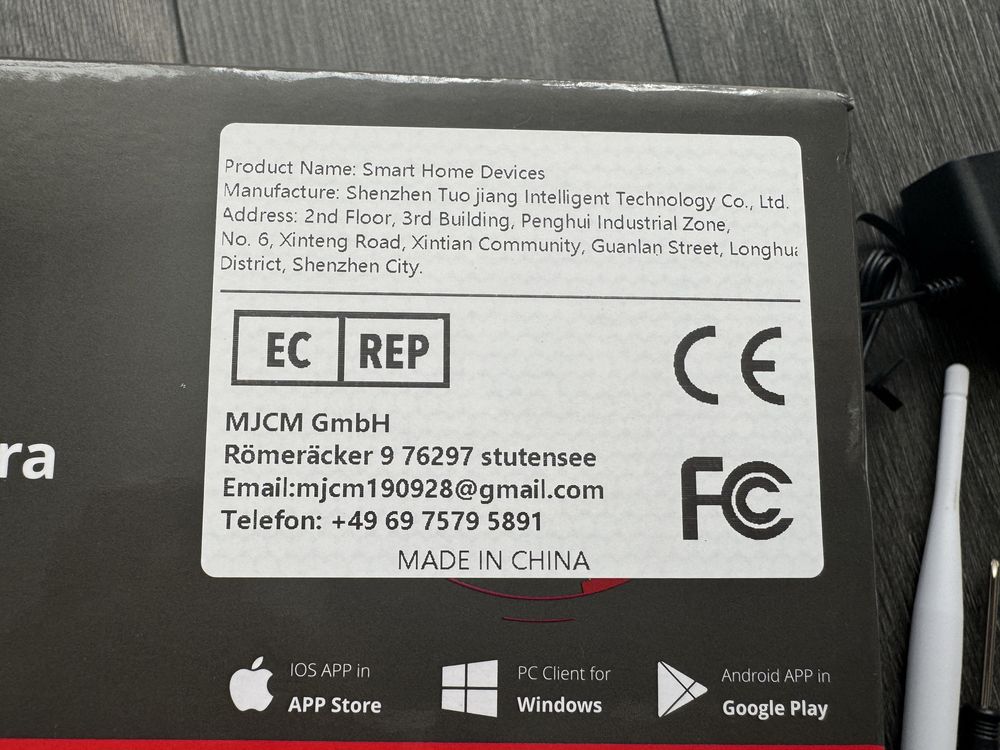 Product Name: Smart Home Devices
Manufacture: Shenzhen Tuo jiang Intelligent Technology Co., Ltd.
Address: 2nd Floor, 3rd Building, Penghui Industrial Zone,
No. 6, Xinteng Road, Xintian Community, Guanlan Street, Longhua
District, Shenzhen City.
EC REP
CE
MJCM GmbH
Römeräcker 9 76297 stutensee
Email:mjcm190928@gmail.com
Telefon: +49 69 7579 5891
FC
MADE IN CHINA
ra
IOS APP in
APP Store
PC Client for
Windows
Android APP in
Google Play